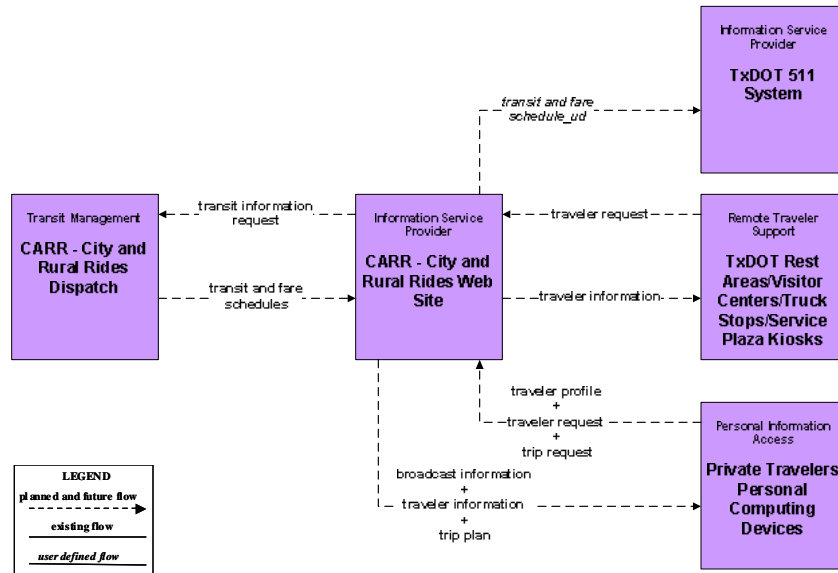 Information Service
Provider
TxDOT 511
System
transit and fare
schedule_ud
Transit Management
CARR - City and
Rural Rides
Dispatch
transit information
request
transit and fare
schedules
Information Service
Provider
CARR - City and
Rural Rides Web
Site
traveler request
traveler information
Remote Traveler
Support
TxDOT Rest
Areas/Visitor
Centers/Truck
Stops/Service
Plaza Kiosks
traveler profile
+
traveler request
+
trip request
broadcast information
+
traveler information
+
trip plan
Personal Information
Access
Private Travelers
Personal
Computing
Devices
LEGEND
planned and future flow
existing flow
user defined flow